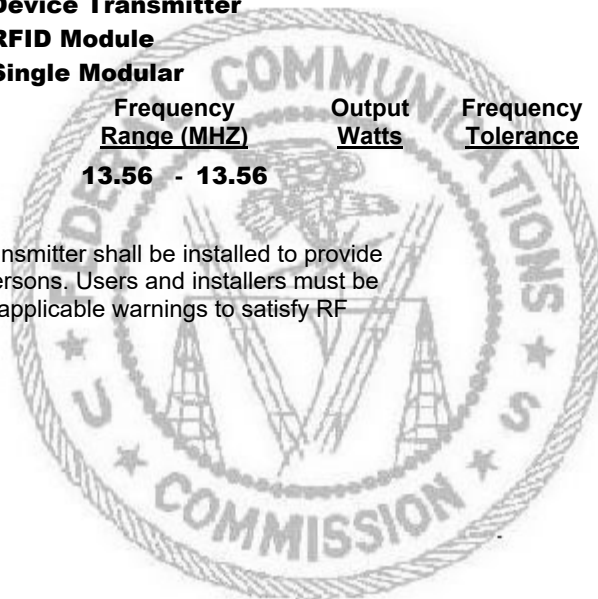 Device Transmitter
RFID Module
Single Modular
Frequency Output Frequency
Range (MHZ) Watts Tolerance
13.56 - 13.56
nsmitter shall be installed to provide
ersons. Users and installers must be
applicable warnings to satisfy RF
COMMUNICATIONS
COMMISSION
U S
-